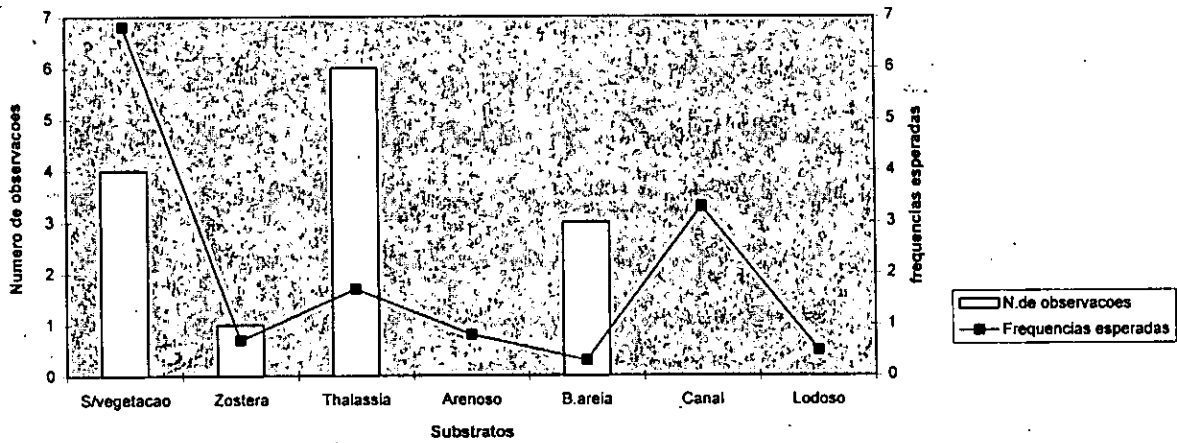 7
6
5
4
3
2
1
0
Numero de observacoes
7
6
5
4
3
2
1
0
frequencias esperadas
S/vegetacao Zostera Thalassia Arenoso B.areia Canal Lodoso
Substratos
N.de observacoes
Frequencias esperadas